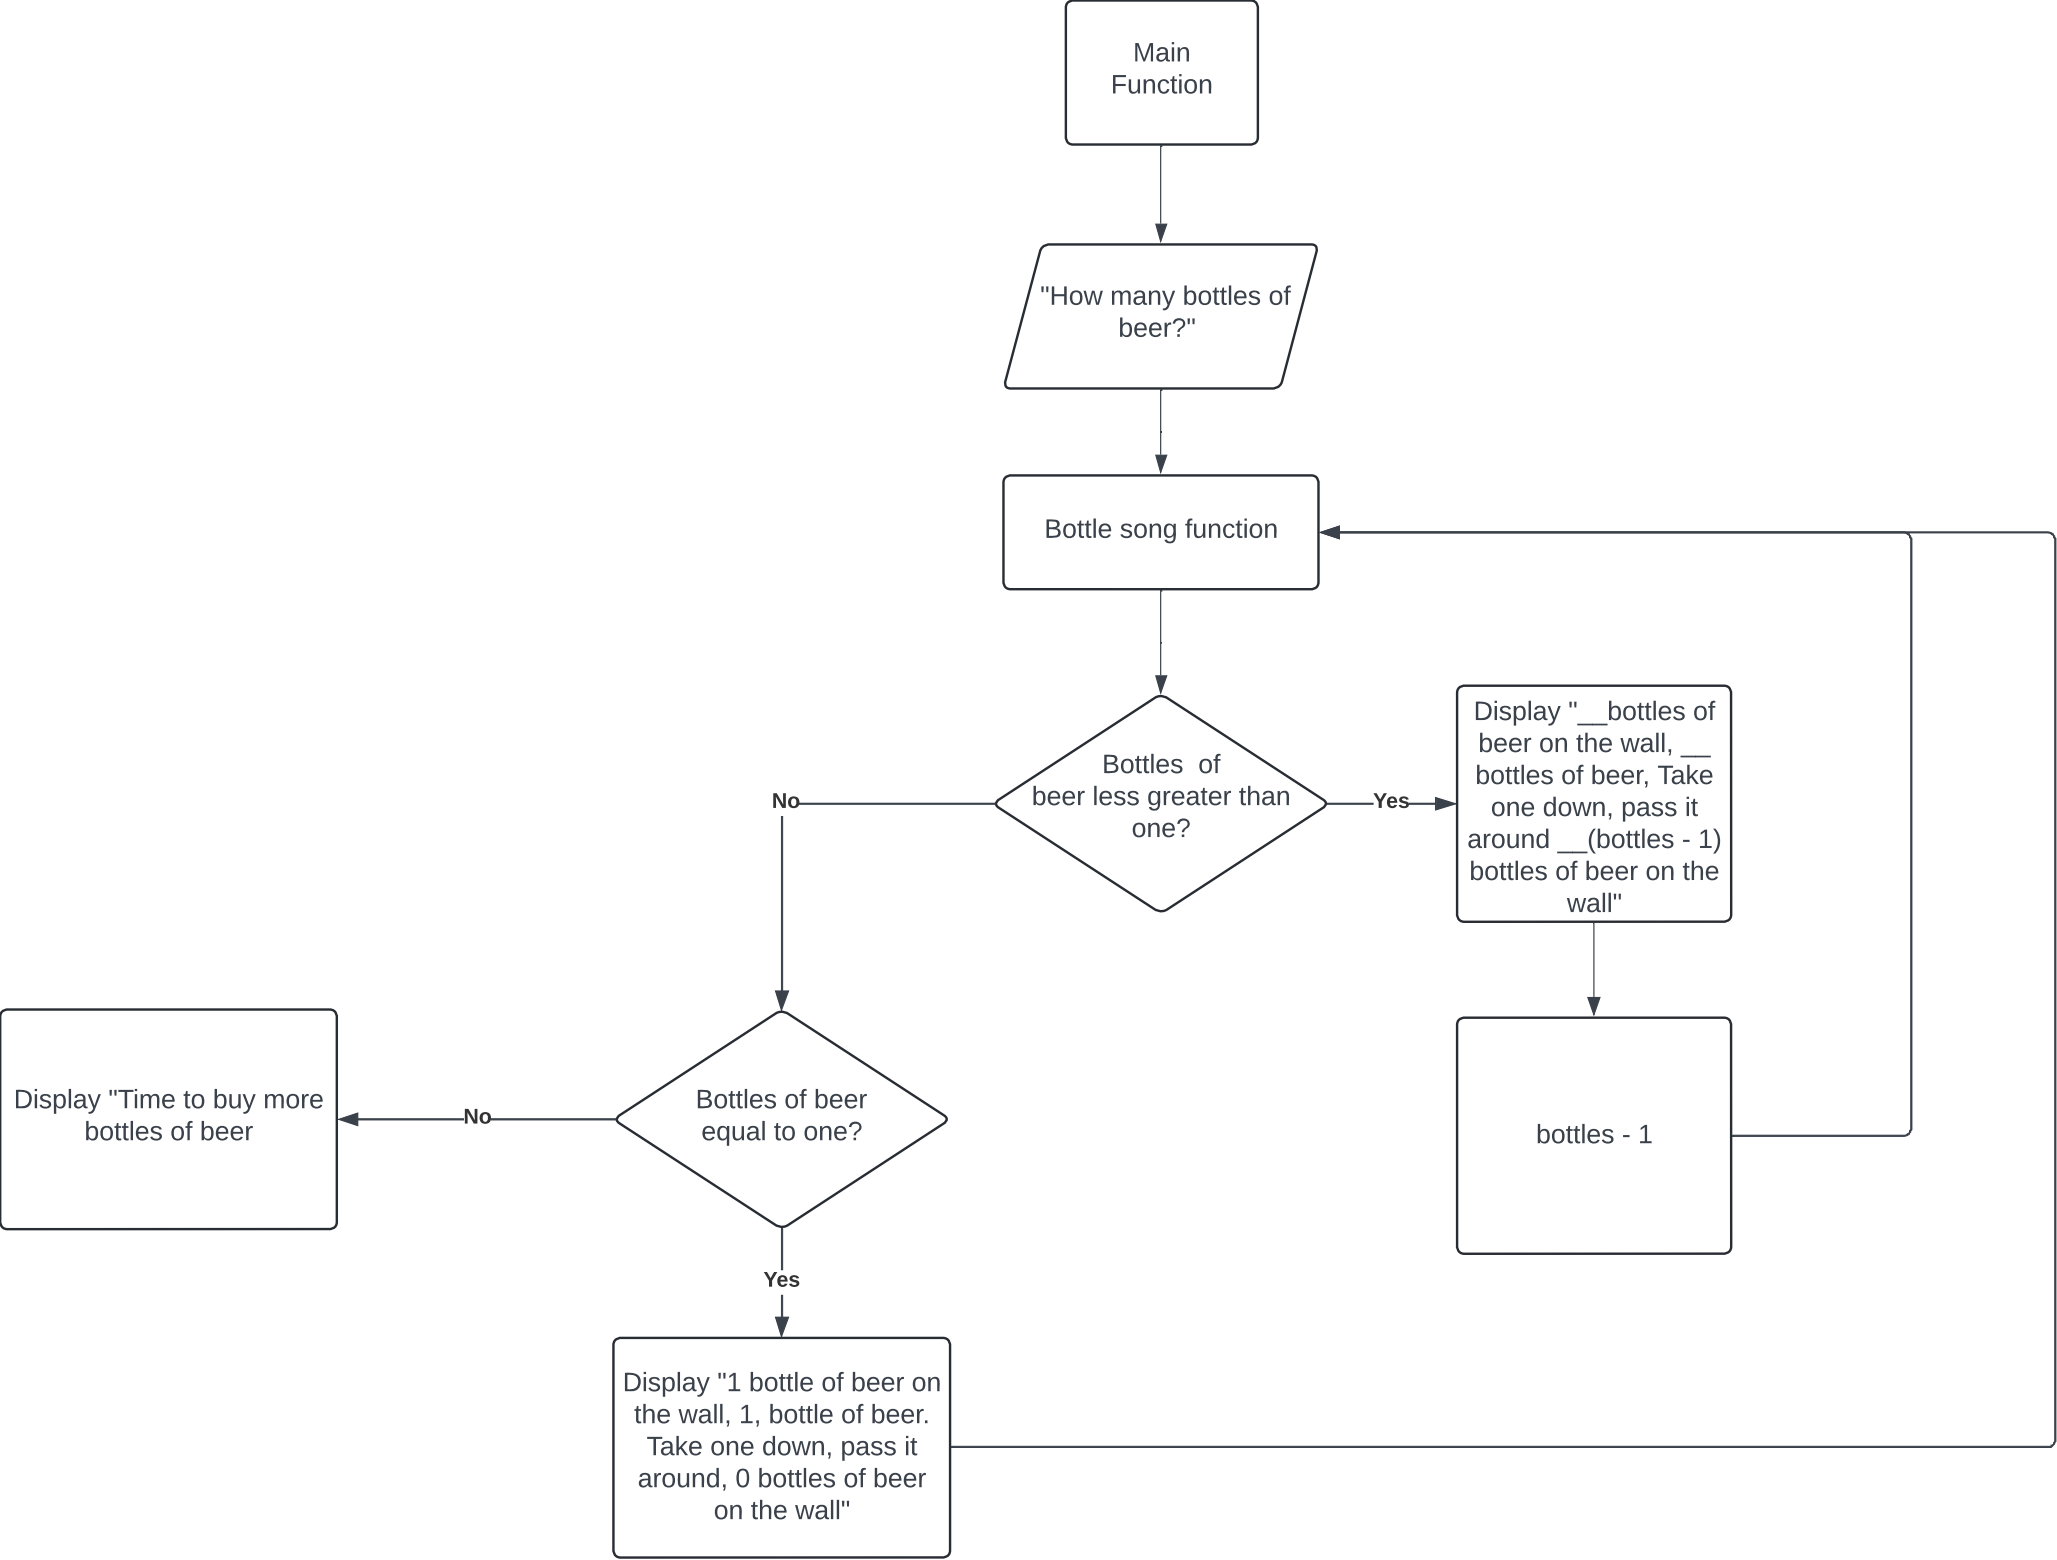 Main
Function
"How many bottles of
beer?"
Bottle song function
Bottles  of
beer less greater than
one?
No
Yes
Display "__bottles of
beer on the wall, __
bottles of beer, Take
one down, pass it
around __(bottles - 1)
bottles of beer on the
wall"
bottles - 1
Bottles of beer
equal to one?
No
Display "Time to buy more
bottles of beer
Yes
Display "1 bottle of beer on
the wall, 1, bottle of beer.
Take one down, pass it
around, 0 bottles of beer
on the wall"